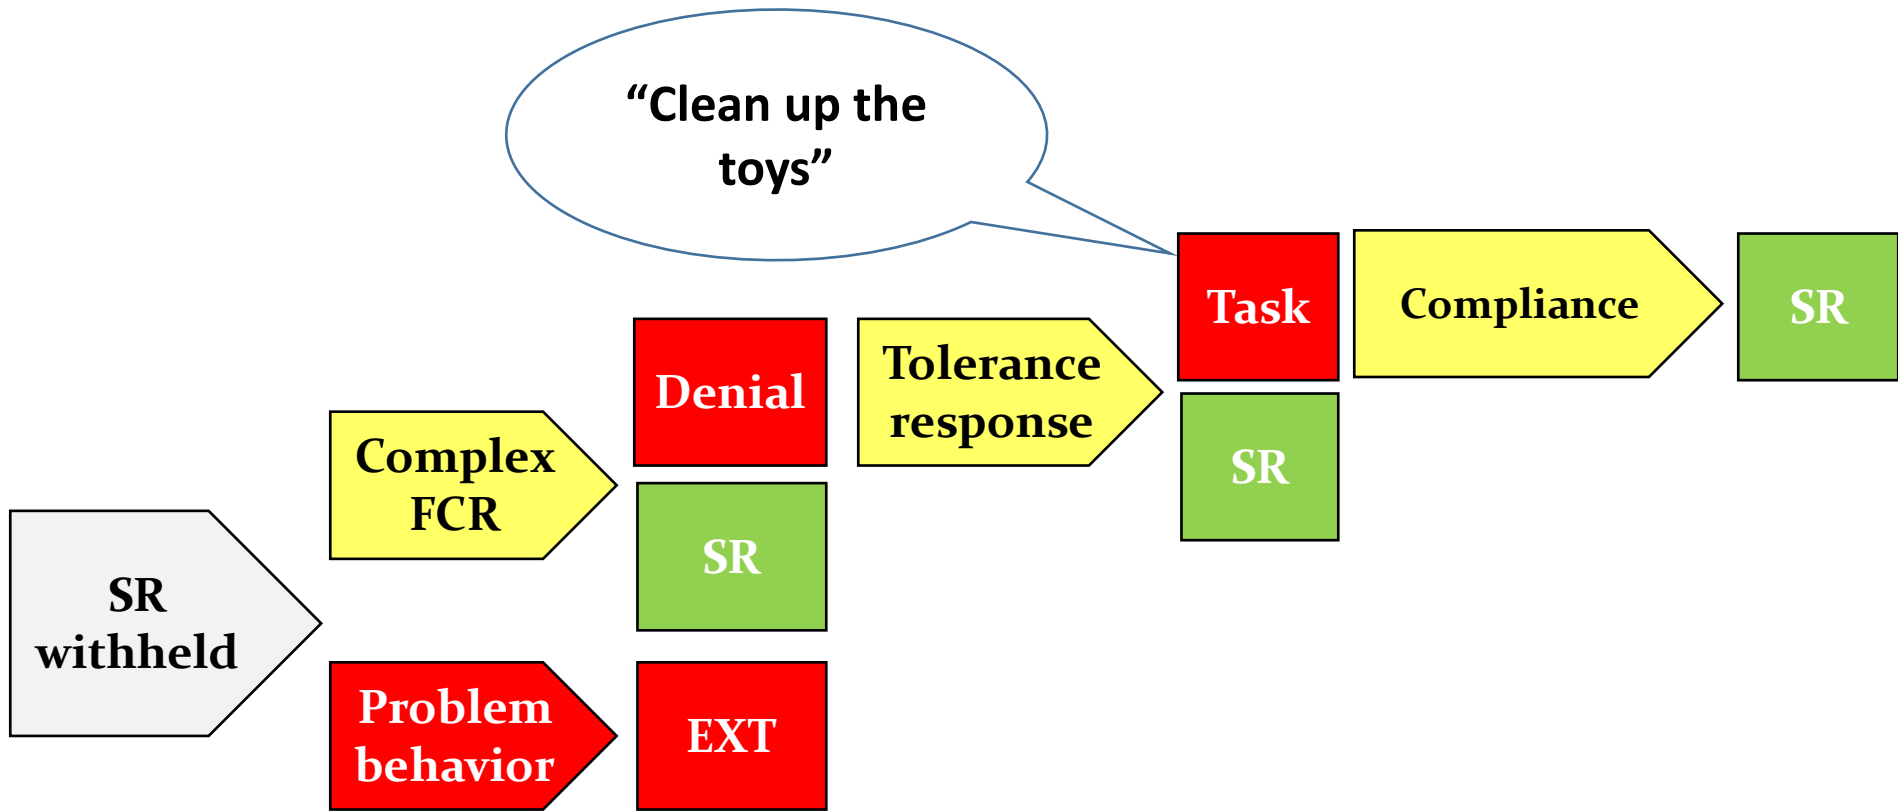 “Clean up the
toys”
Task
Compliance
SR
Denial
Tolerance
response
SR
Complex
FCR
SR
SR
withheld
Problem
behavior
EXT